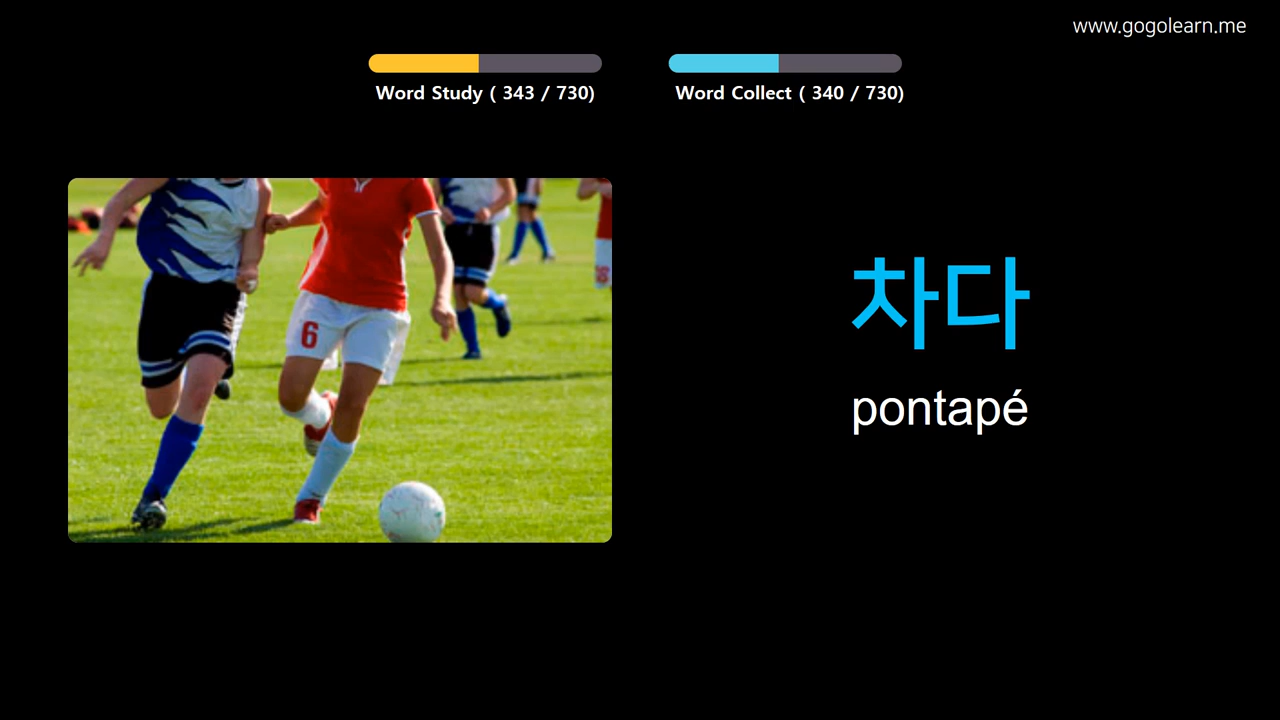 www.gogolearn.me
Word Study ( 343 / 730)
Word Collect ( 340 / 730)
6
차다
pontapé